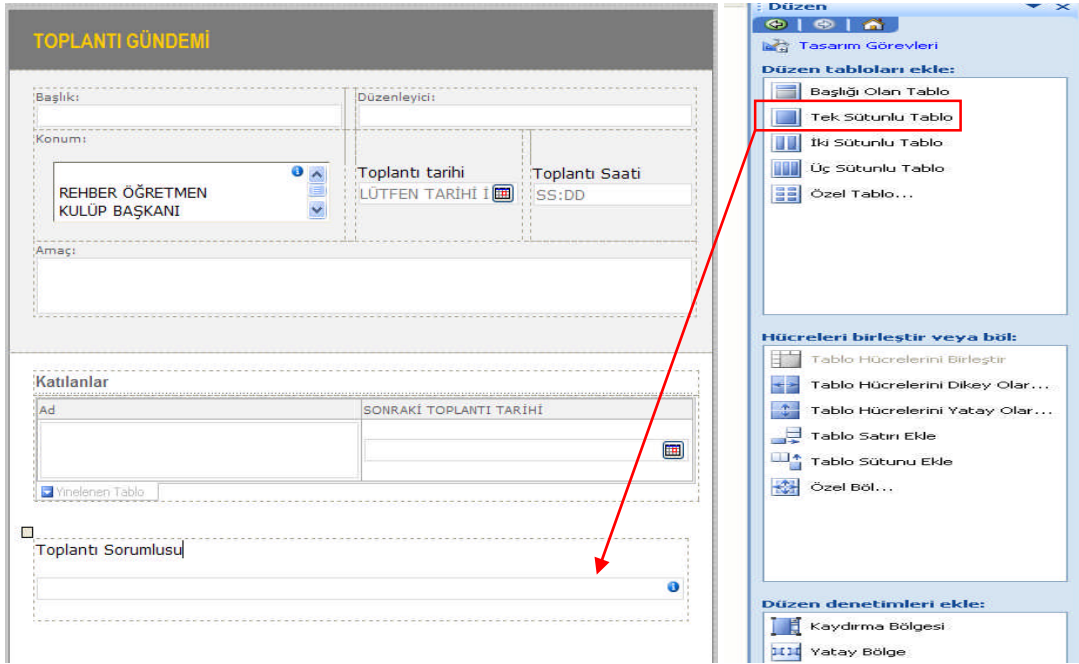 TOPLANTI GÜNDEMİ
Başlık:
Düzenleyici:
Konum:
REHBER ÖĞRETMEN
KULÜP BAŞKANI
Toplantı tarihi
LÜTFEN TARİHİ İ
Toplantı Saati
SS:DD
Amaç:
Katılanlar
Ad
SONRAKİ TOPLANTI TARİHİ
Yinelenen Tablo
Toplantı Sorumlusu
Düzen
Tasarım Görevleri
Düzen tabloları ekle:
Başlığı Olan Tablo
Tek Sütunlu Tablo
İki Sütunlu Tablo
Üç Sütunlu Tablo
Özel Tablo...
Hücreleri birleştir veya böl:
Tablo Hücrelerini Birleştir
Tablo Hücrelerini Dikey Olar...
Tablo Hücrelerini Yatay Olar...
Tablo Satırı Ekle
Tablo Sütunu Ekle
Özel Böl...
Düzen denetimleri ekle:
Kaydırma Bölgesi
Yatay Bölge